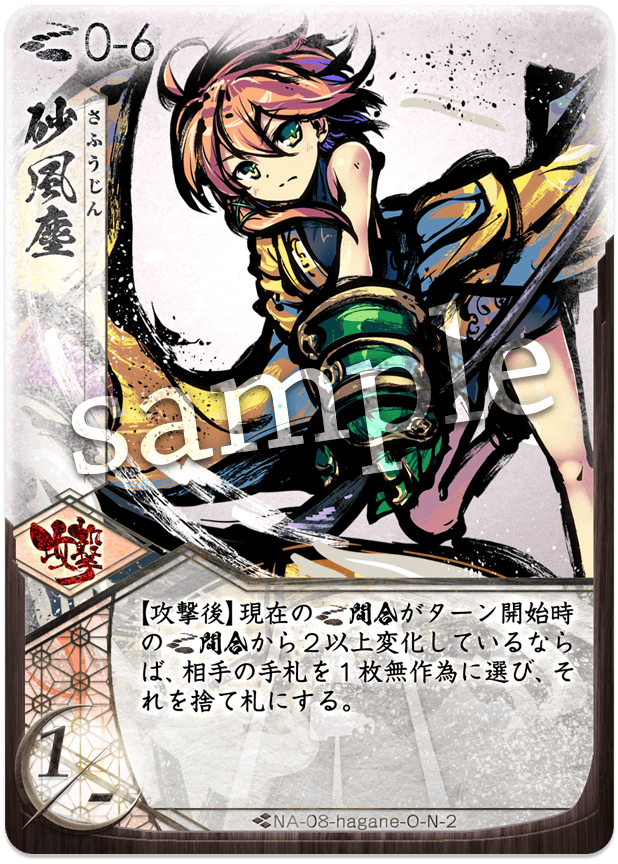 0-6
砂風塵
さふうじん
sample
攻撃
【攻撃後】現在の間合がターン開始時
の間合から2以上変化しているなら
ば、相手の手札を1枚無作為に選び、そ
れを捨て札にする。
1/-
NA-08-hagane-O-N-2